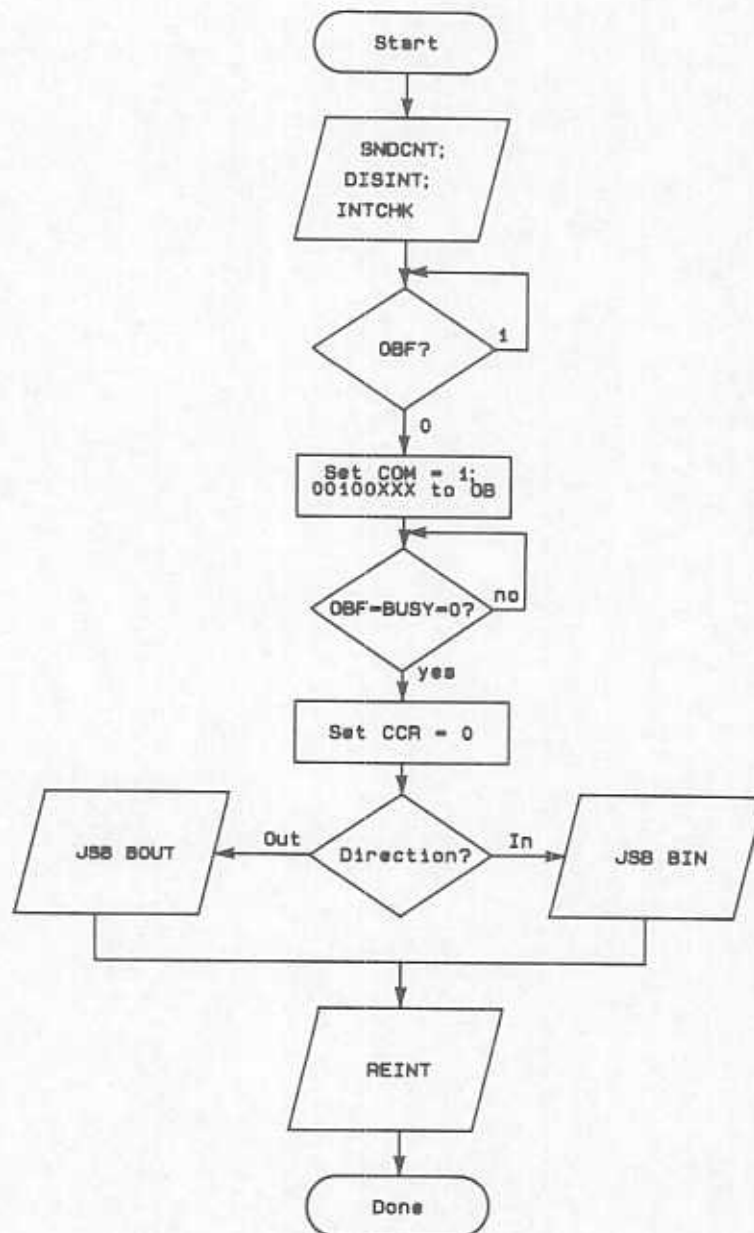 Start
SNDCNT;
DISINT;
INTCHK
OBF?
1
0
Set COM = 1;
00100XXX to OB
OBF=BUSY=0?
no
yes
Set CCR = 0
JSB BOUT
Out
Direction?
In
JSB BIN
REINT
Done